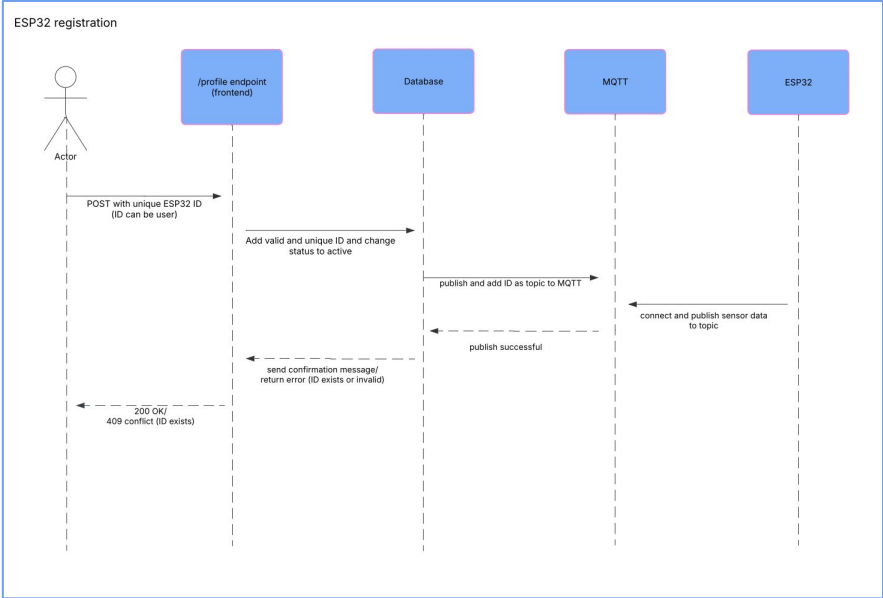 ESP32 registration
/profile endpoint
(frontend)
Database
MQTT
ESP32
Actor
POST with unique ESP32 ID
(ID can be user)
Add valid and unique ID and change
status to active
publish and add ID as topic to MQTT
connect and publish sensor data
to topic
publish successful
send confirmation message/
return error (ID exists or invalid)
200 OK/
409 conflict (ID exists)